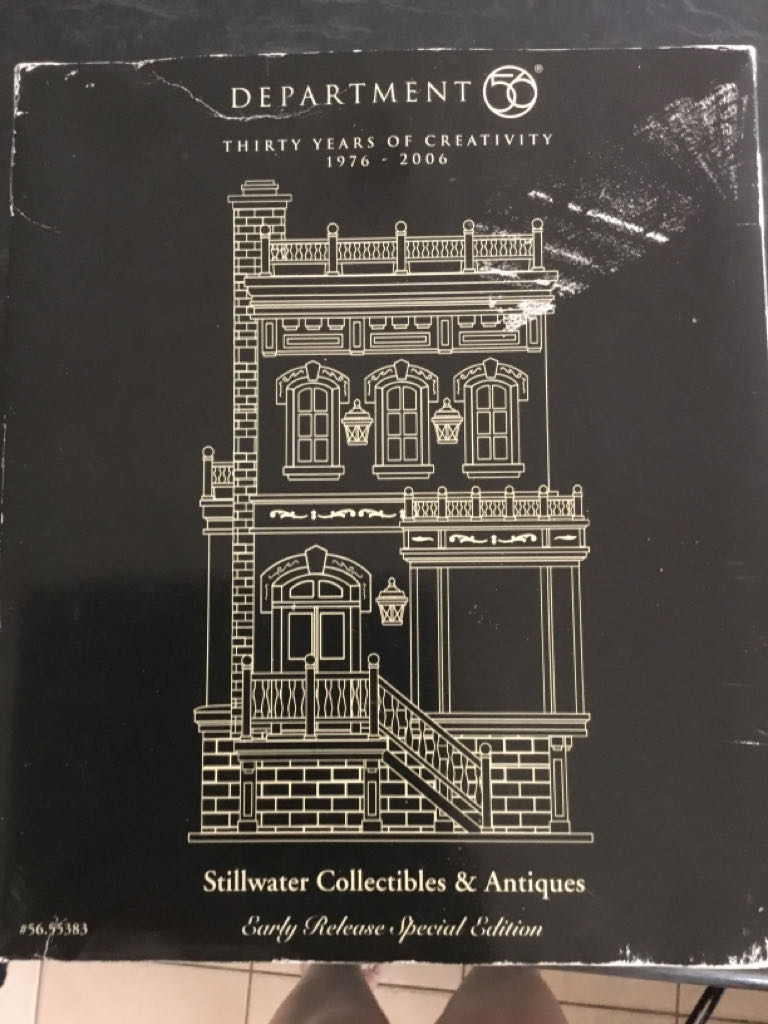 DEPARTMENT 56®
THIRTY YEARS OF CREATIVITY
1976 - 2006
Stillwater Collectibles & Antiques
#56.55383
Early Release Special Edition